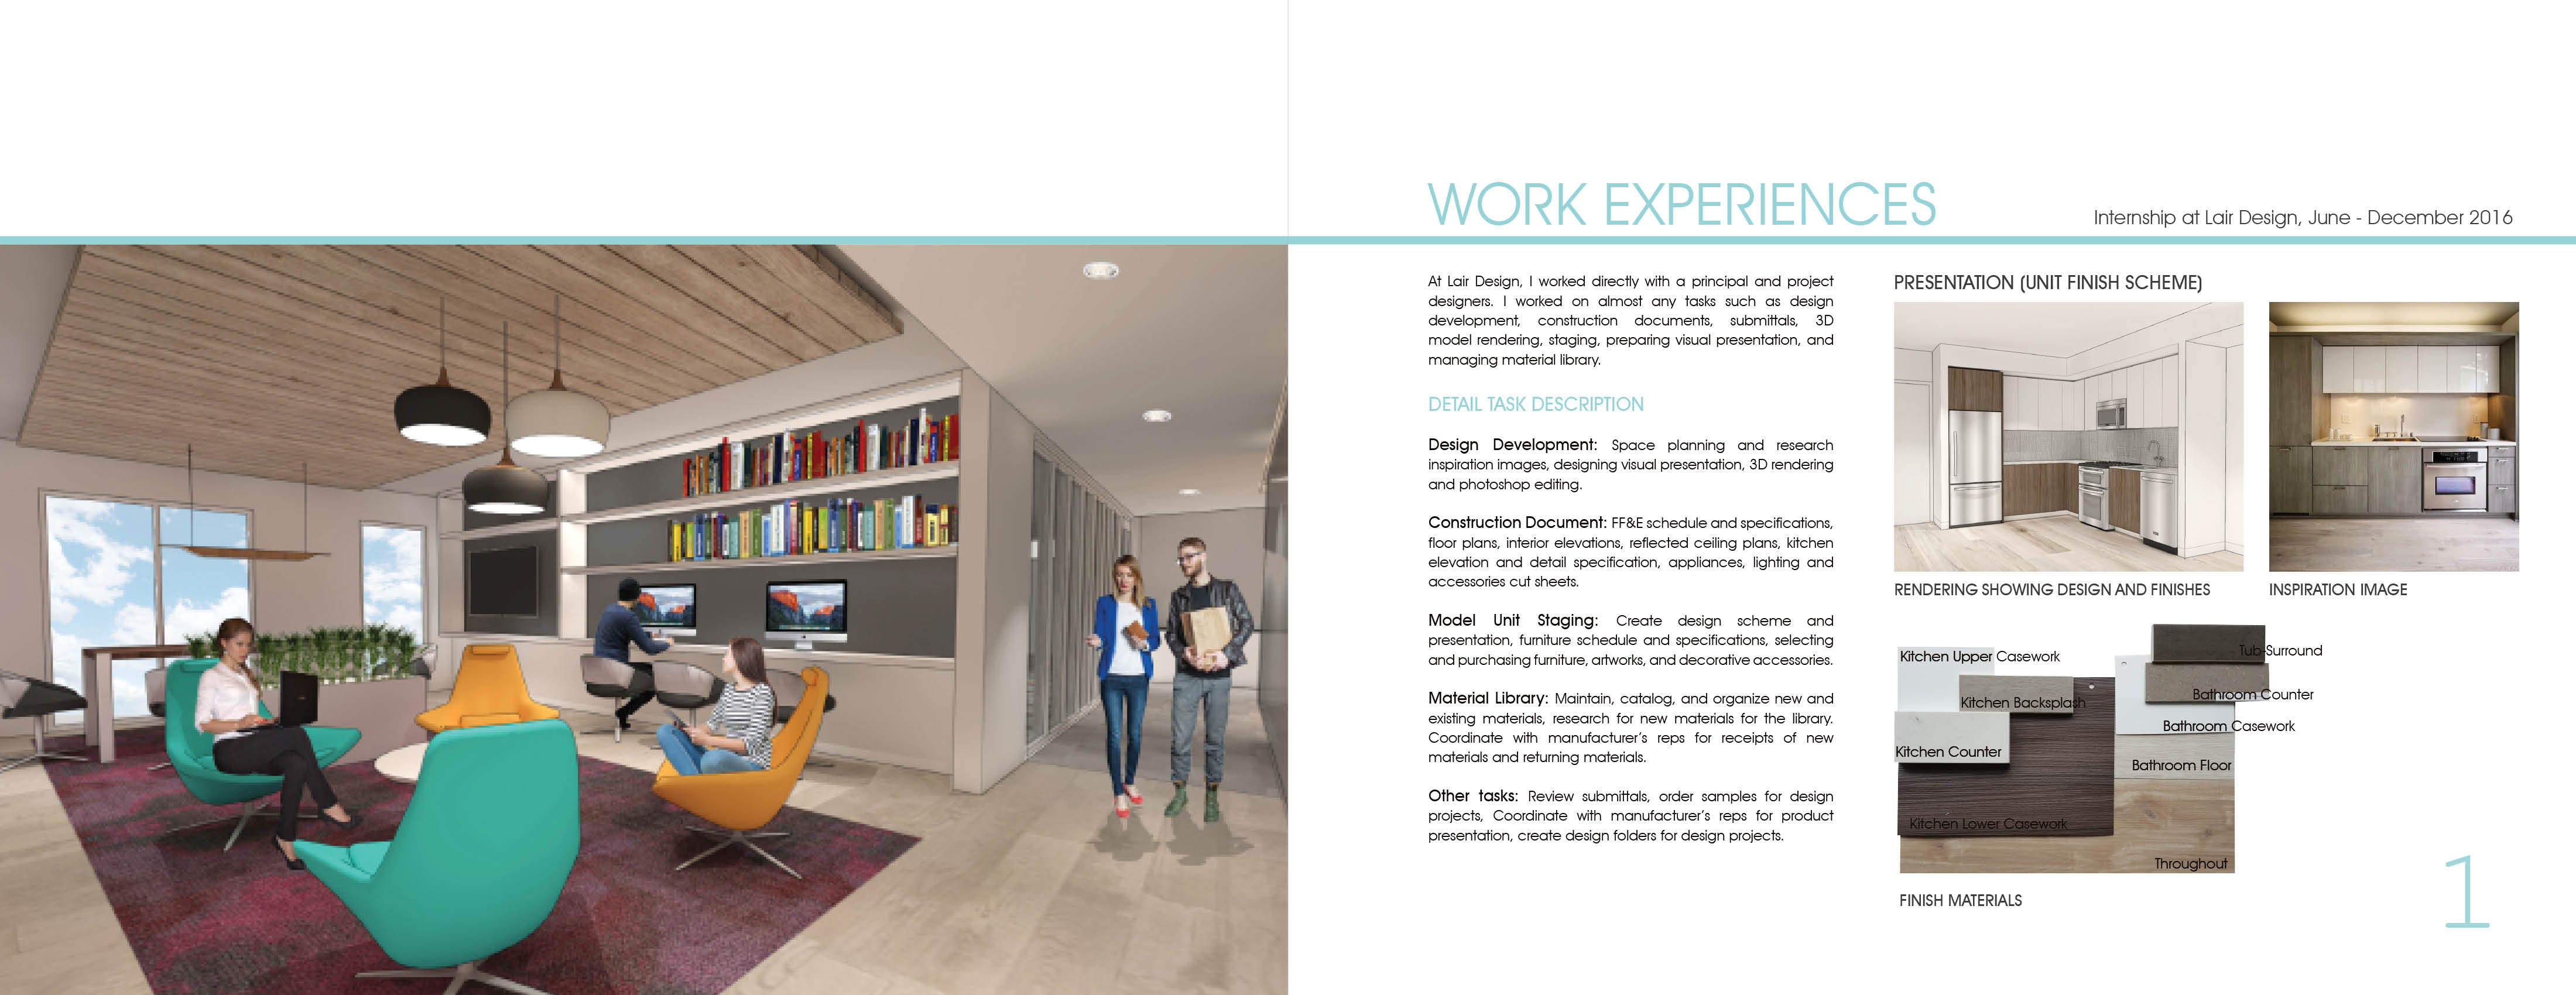 WORK EXPERIENCES
Internship at Lair Design, June - December 2016
At Lair Design, I worked directly with a principal and project
designers. I worked on almost any tasks such as design
development, construction documents, submittals, 3D
model rendering, staging, preparing visual presentation, and
managing material library.
DETAIL TASK DESCRIPTION
Design Development: Space planning and research
inspiration images, designing visual presentation, 3D rendering
and photoshop editing.
Construction Document: FF&E schedule and specifications,
floor plans, interior elevations, reflected ceiling plans, kitchen
elevation and detail specification, appliances, lighting and
accessories cut sheets.
Model Unit Staging: Create design scheme and
presentation, furniture schedule and specifications, selecting
and purchasing furniture, artworks, and decorative accessories.
Material Library: Maintain, catalog, and organize new and
existing materials, research for new materials for the library.
Coordinate with manufacturer's reps for receipts of new
materials and returning materials.
Other tasks: Review submittals, order samples for design
projects, Coordinate with manufacturer's reps for product
presentation, create design folders for design projects.
PRESENTATION (UNIT FINISH SCHEME)
RENDERING SHOWING DESIGN AND FINISHES
INSPIRATION IMAGE
Kitchen Upper Casework
Kitchen Backsplash
Kitchen Counter
Kitchen Lower Casework
Tub-Surround
Bathroom Counter
Bathroom Casework
Bathroom Floor
Throughout
FINISH MATERIALS
1